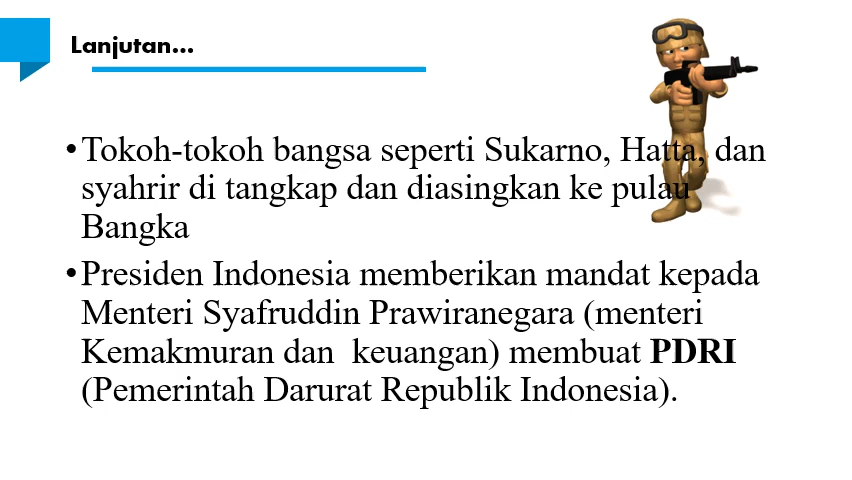 Lanjutan...
•Tokoh-tokoh bangsa seperti Sukarno, Hatta, dan
syahrir di tangkap dan diasingkan ke pulau
Bangka
•Presiden Indonesia memberikan mandat kepada
Menteri Syafruddin Prawiranegara (menteri
Kemakmuran dan  keuangan) membuat PDRI
(Pemerintah Darurat Republik Indonesia).